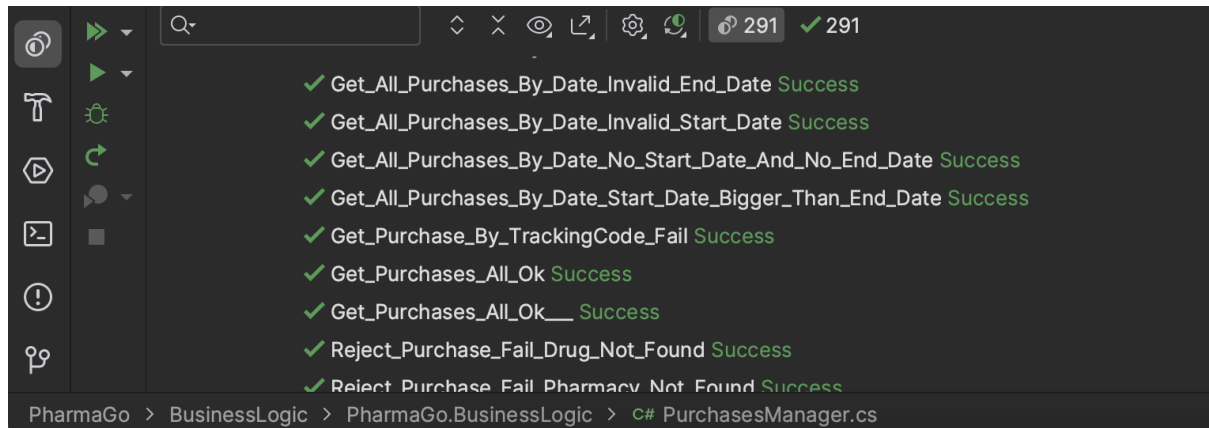 291 291
Get_All_Purchases_By_Date_Invalid_End_Date Success
Get_All_Purchases_By_Date_Invalid_Start_Date Success
Get_All_Purchases_By_Date_No_Start_Date_And_No_End_Date Success
Get_All_Purchases_By_Date_Start_Date_Bigger_Than_End_Date Success
Get_Purchase_By_TrackingCode_Fail Success
Get_Purchases_All_Ok Success
Get_Purchases_All_Ok___ Success
Reject_Purchase_Fail_Drug_Not_Found Success
Reject_Purchase_Fail_Pharmacy_Not_Found Success
PharmaGo > BusinessLogic > PharmaGo.BusinessLogic > C# PurchasesManager.cs